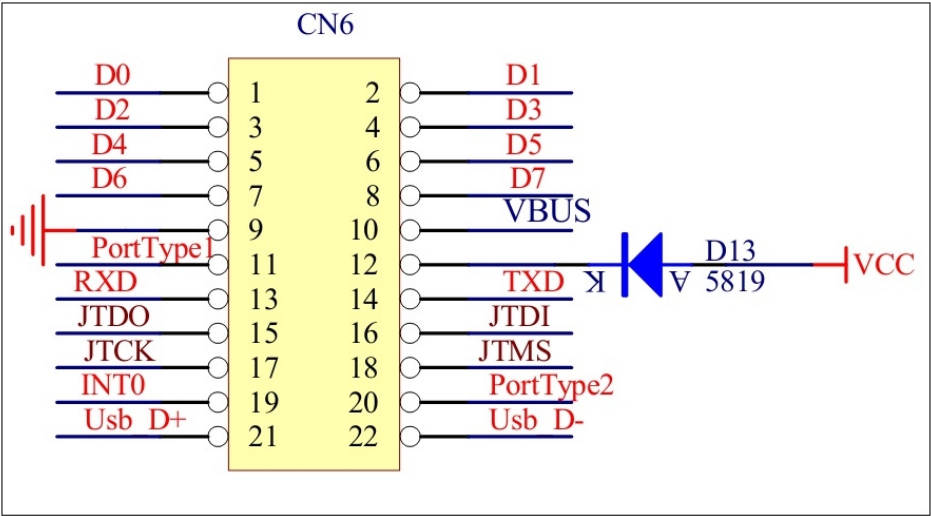 CN6
D0 1 2 D1
D2 3 4 D3
D4 5 6 D5
D6 7 8 D7
9 10 VBUS
PortType1 11 12 K A D13 5819 VCC
RXD 13 14 TXD
JTDO 15 16 JTDI
JTCK 17 18 JTMS
INT0 19 20 PortType2
Usb_D+ 21 22 Usb_D-